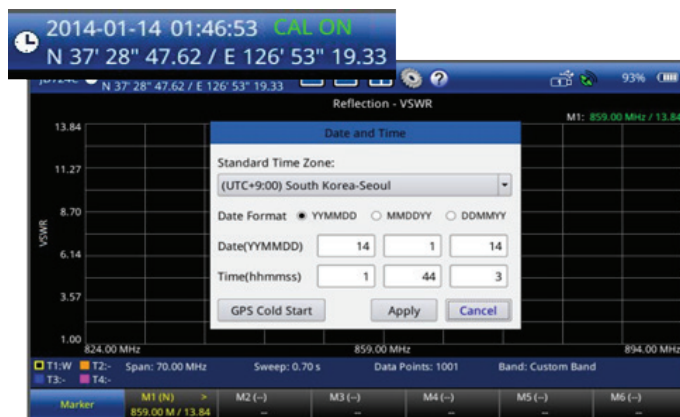 2014-01-14 01:46:53 CAL ON
N 37' 28" 47.62 / E 126' 53" 19.33
N 37' 28" 47.62 / E 126' 53" 19.33
93%
Reflection - VSWR
M1: 859.00 MHz / 13.84
Date and Time
Standard Time Zone:
(UTC+9:00) South Korea-Seoul
Date Format YYMMDD MMDDYY DDMMYY
Date(YYMMDD) 14 1 14
Time(hhmmss) 1 44 3
GPS Cold Start Apply Cancel
VSWR
13.84
11.27
8.70
6.14
3.57
1.00
824.00 MHz 859.00 MHz 894.00 MHz
T1:W T2:- Span: 70.00 MHz Sweep: 0.70 s Data Points: 1001 Band: Custom Band
T3:- T4:-
Marker M1 (N) > M2 (--) M3 (--) M4 (--) M5 (--) M6 (--)
859.00 M / 13.84 -- -- -- -- --